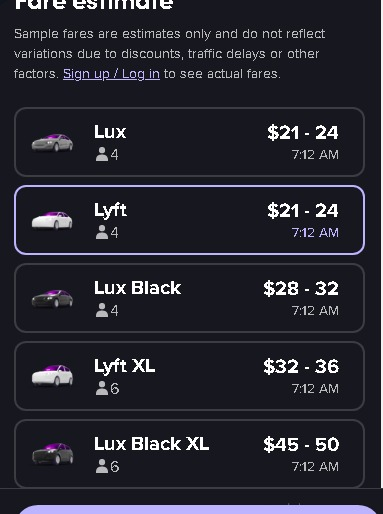 Fare estimate
Sample fares are estimates only and do not reflect
variations due to discounts, traffic delays or other
factors. Sign up / Log in to see actual fares.
Lux $21 - 24
4 7:12 AM
Lyft $21 - 24
4 7:12 AM
Lux Black $28 - 32
4 7:12 AM
Lyft XL $32 - 36
6 7:12 AM
Lux Black XL $45 - 50
6 7:12 AM